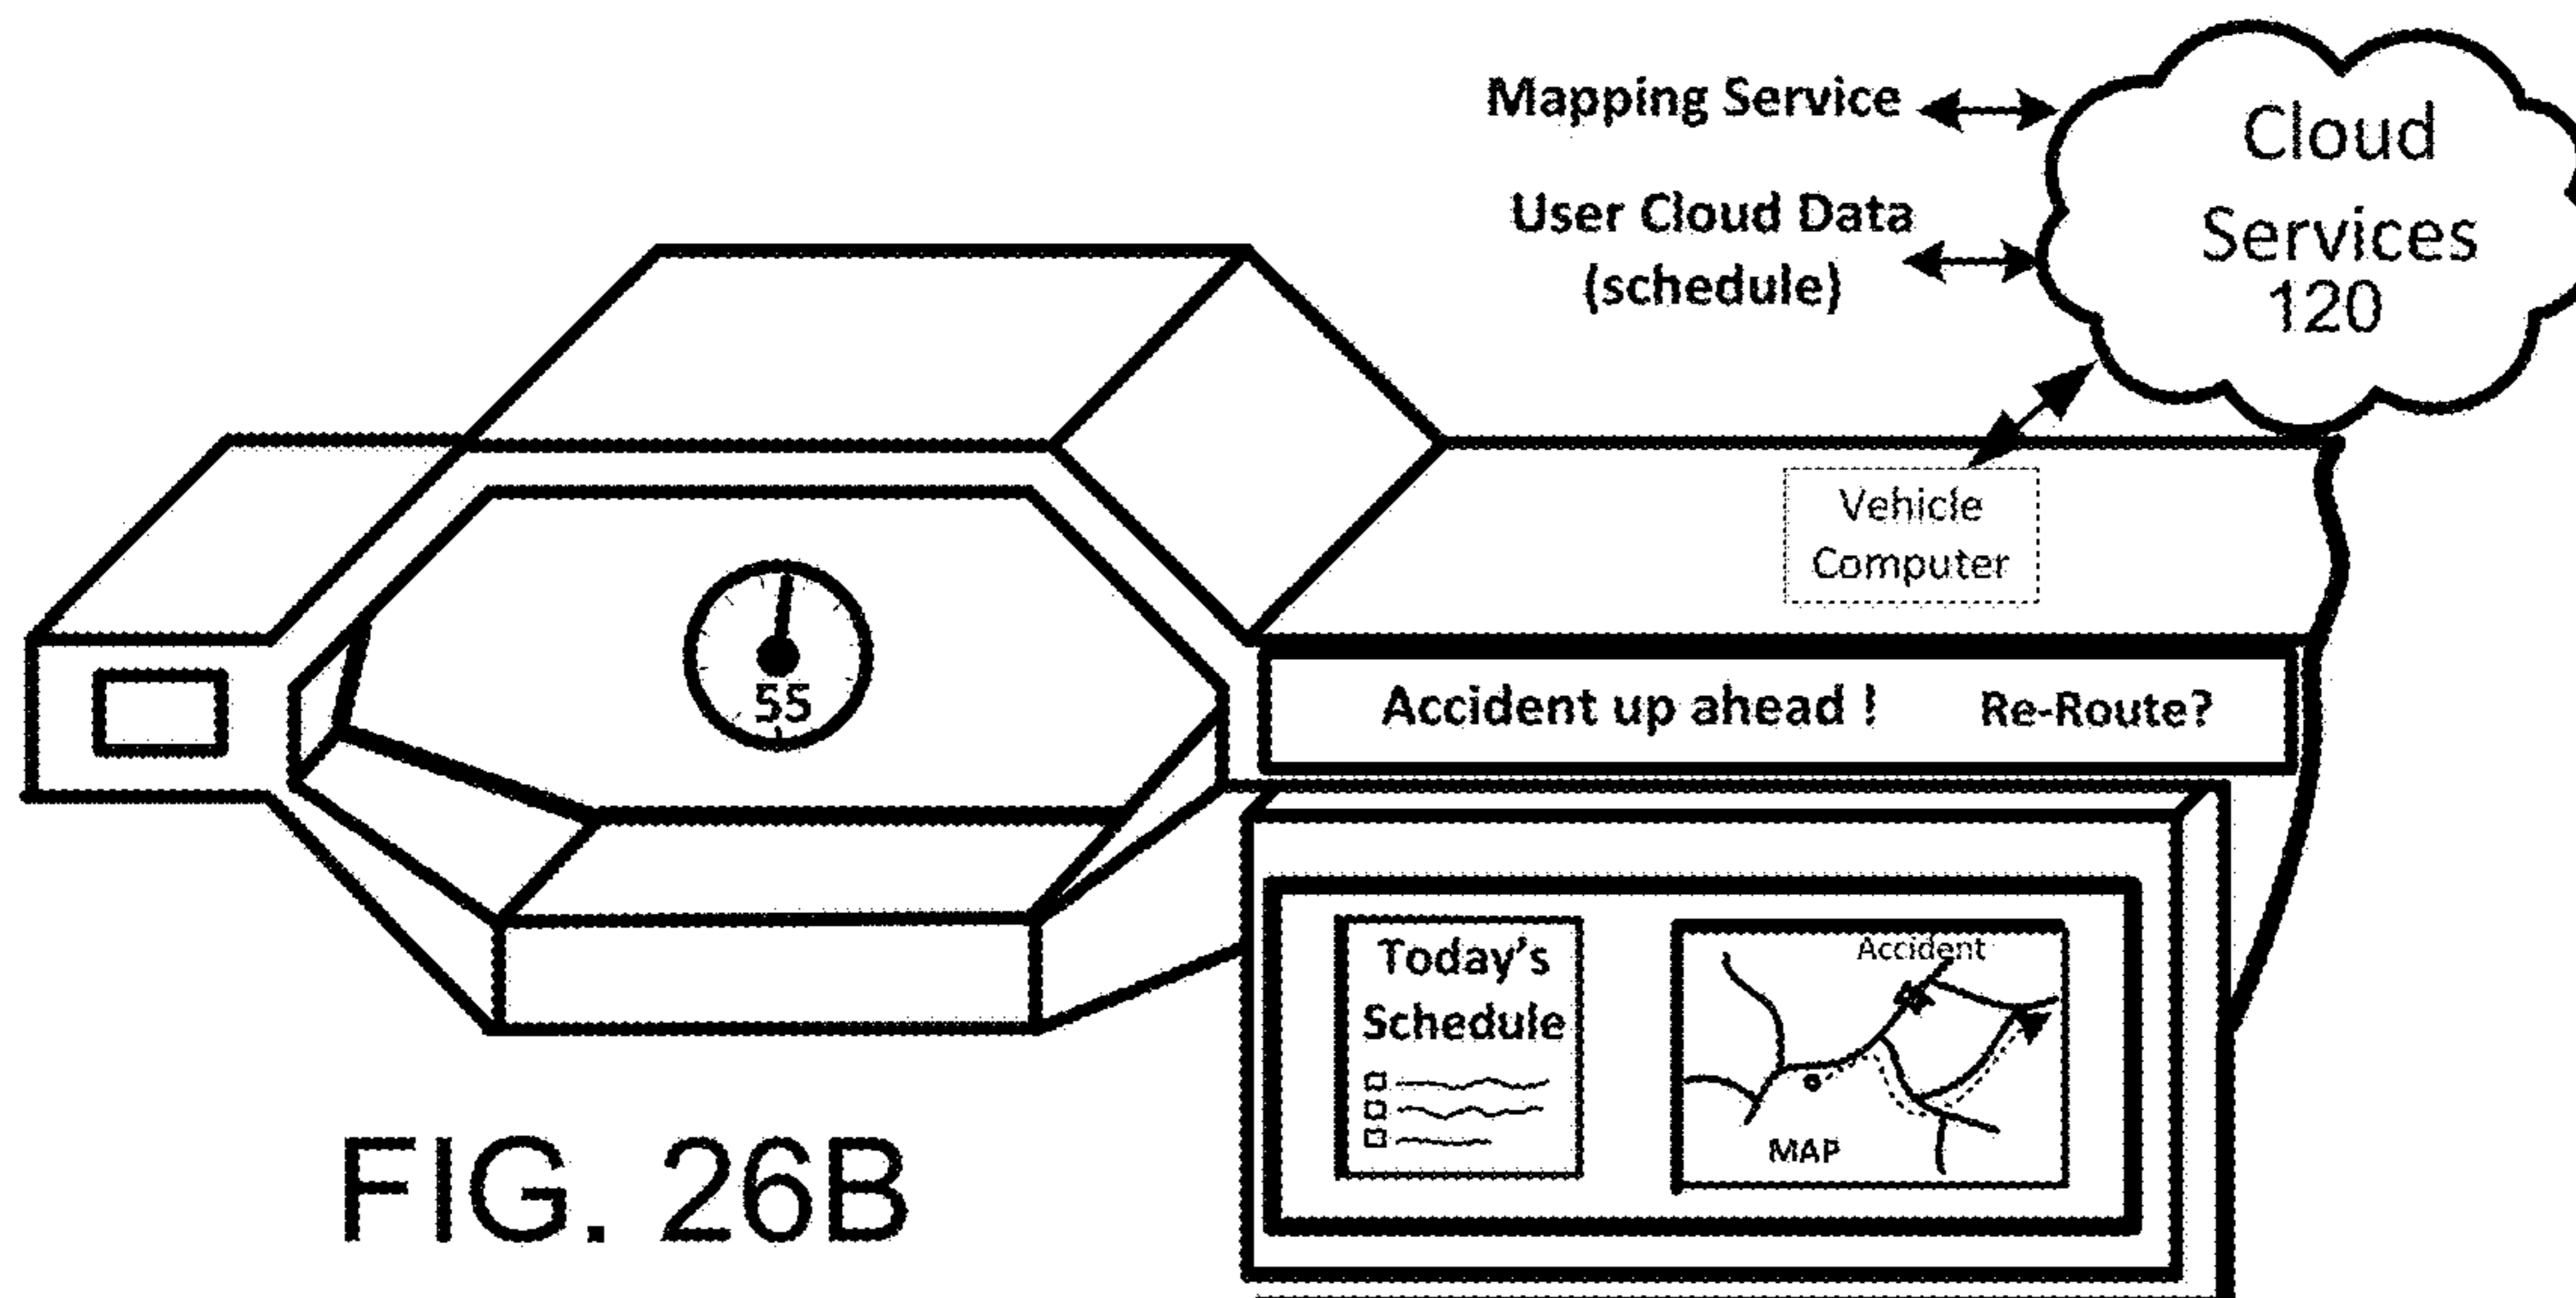 Mapping Service
User Cloud Data
(schedule)
Cloud
Services
120
Vehicle
Computer
55
Accident up ahead !
Re-Route?
Today's
Schedule
Accident
MAP
FIG. 26B